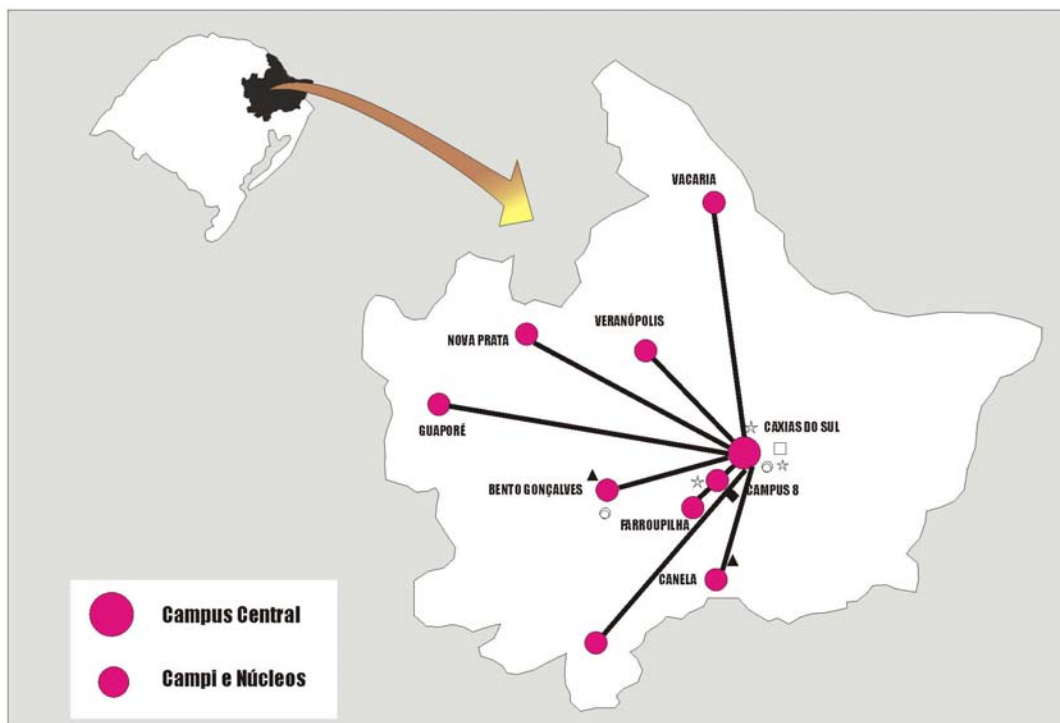 VACARIA
VERANÓPOLIS
NOVA PRATA
GUAPORÉ
CAXIAS DO SUL
BENTO GONÇALVES
CAMPUS 8
FARROUPILHA
CANELA
Campus Central
Campi e Núcleos